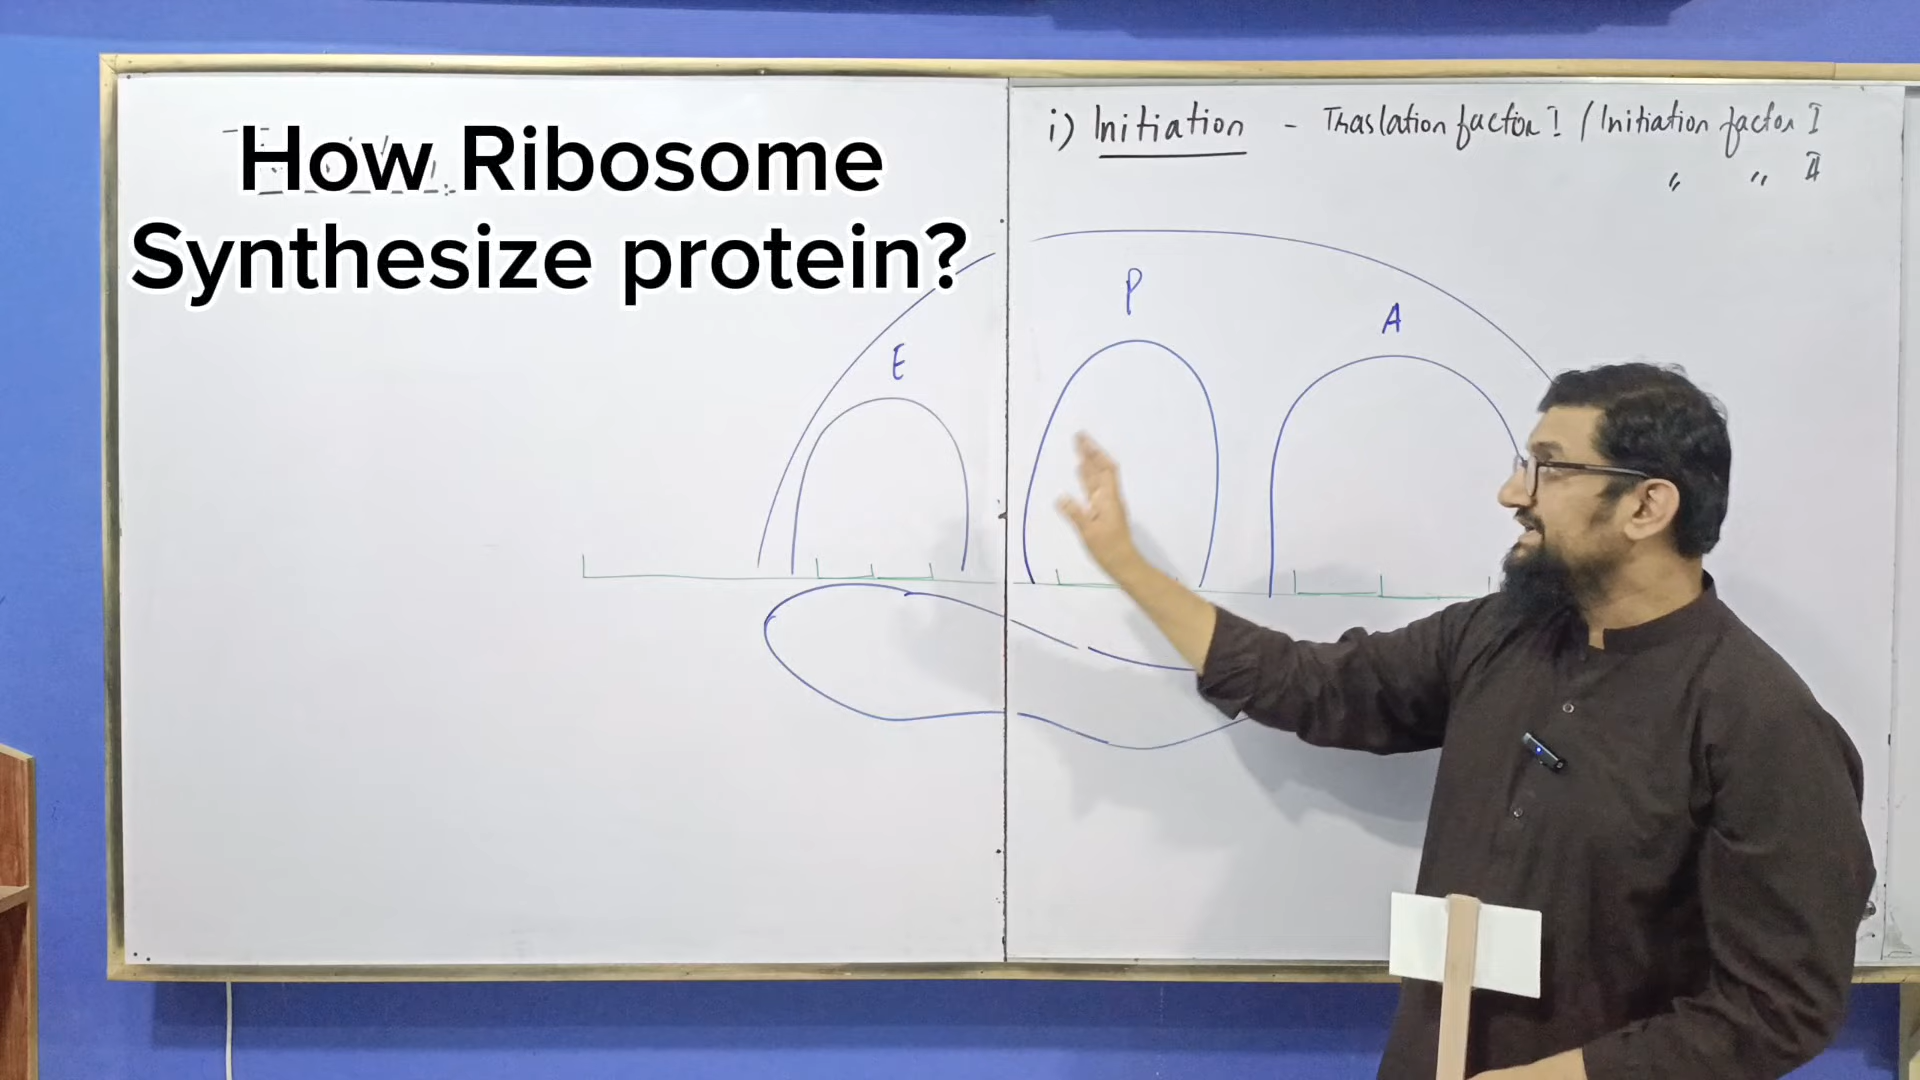 How Ribosome
Synthesize protein?
i) Initiation - Traslation factor I / Initiation factor I
" " II
P
A
E